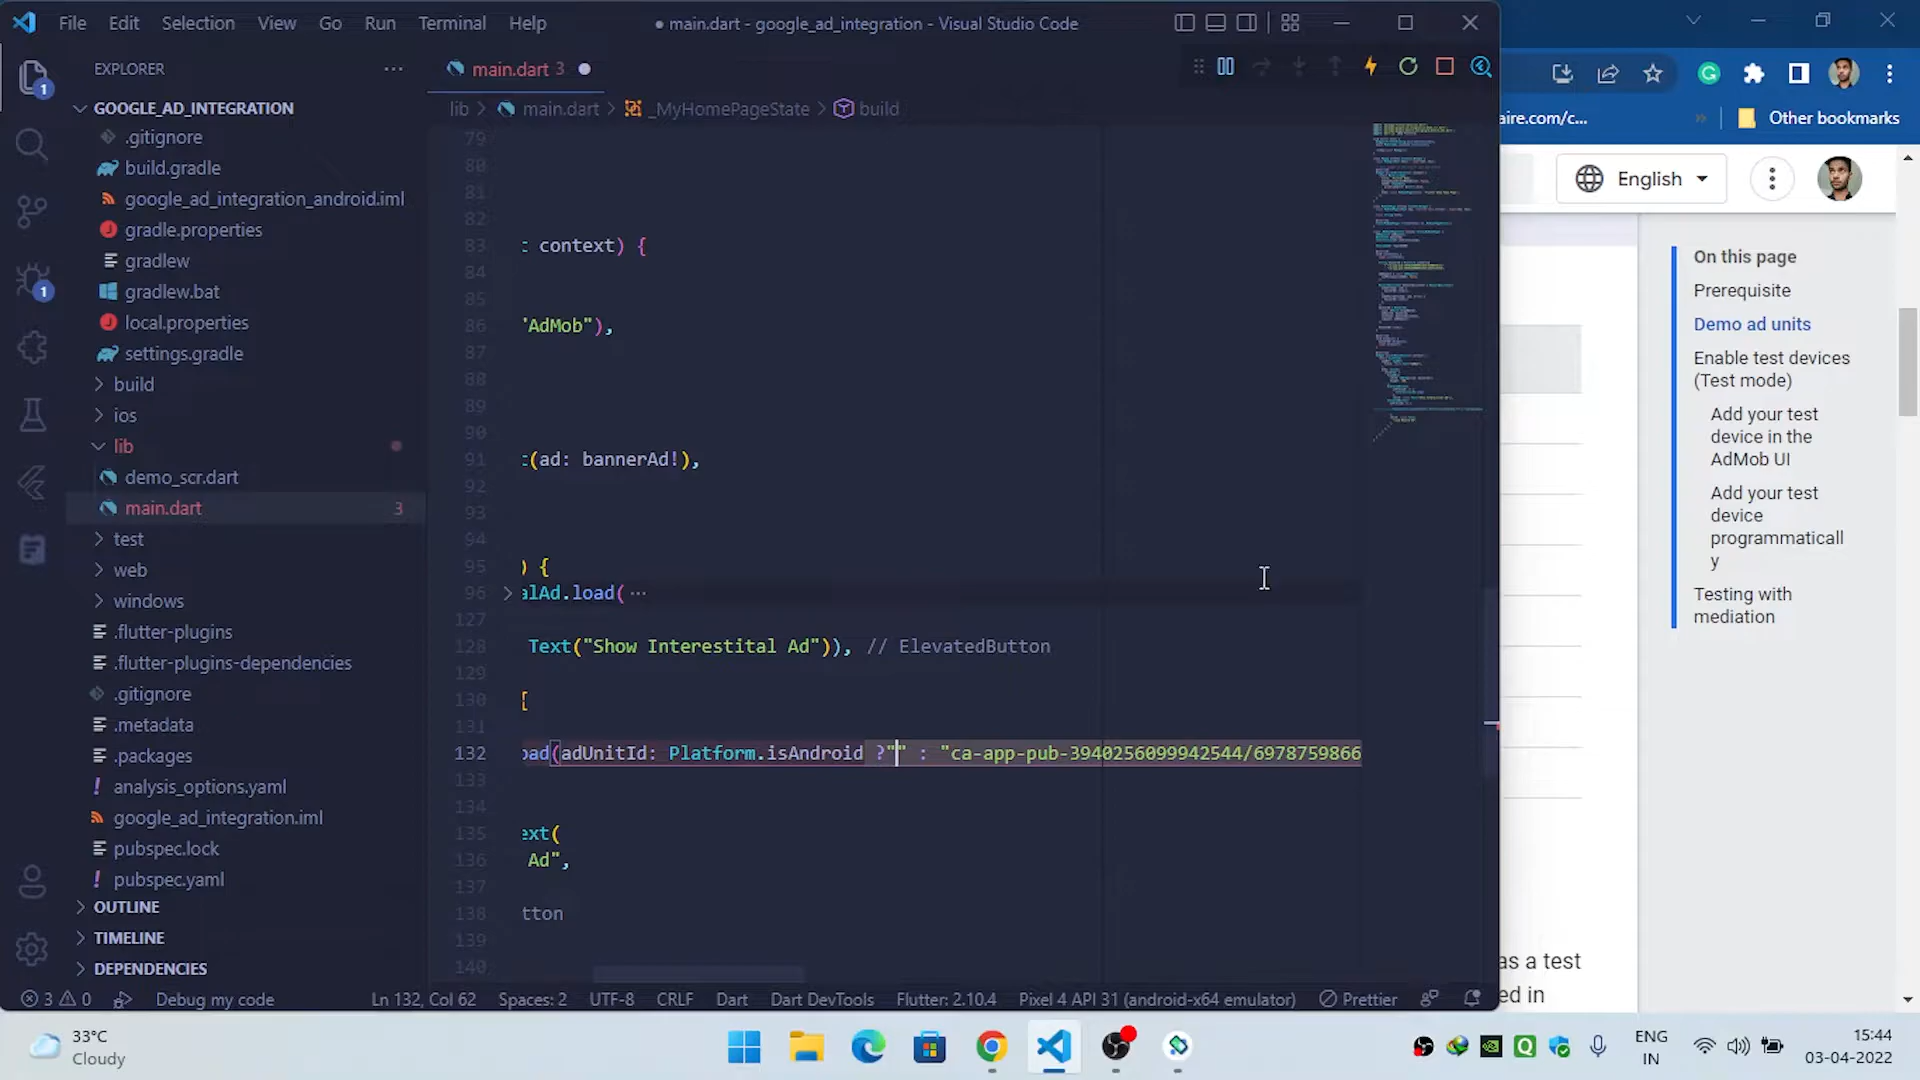 File Edit Selection View Go Run Terminal Help
● main.dart - google_ad_integration - Visual Studio Code
EXPLORER
GOOGLE_AD_INTEGRATION
.gitignore
build.gradle
google_ad_integration_android.iml
gradle.properties
gradlew
gradlew.bat
local.properties
settings.gradle
build
ios
lib
demo_scr.dart
main.dart 3
test
web
windows
.flutter-plugins
.flutter-plugins-dependencies
.gitignore
.metadata
.packages
analysis_options.yaml
google_ad_integration.iml
pubspec.lock
pubspec.yaml
OUTLINE
TIMELINE
DEPENDENCIES
1
1
main.dart 3
lib > main.dart > _MyHomePageState > build
79
80
81
82
83 context) {
84
85
86 "AdMob"),
87
88
89
90
91 (ad: bannerAd!),
92
93
94
95 ) {
96 alAd.load( ···
127
128 Text("Show Interestital Ad")), // ElevatedButton
129
130 {
131
132 oad(adUnitId: Platform.isAndroid ?"" : "ca-app-pub-3940256099942544/6978759866
133
134
135 ext(
136 Ad",
137
138 tton
139
140
3 0 Debug my code Ln 132, Col 62 Spaces: 2 UTF-8 CRLF Dart Dart DevTools Flutter: 2.10.4 Pixel 4 API 31 (android-x64 emulator) Prettier
aire.com/c... » Other bookmarks
English
On this page
Prerequisite
Demo ad units
Enable test devices
(Test mode)
Add your test
device in the
AdMob UI
Add your test
device
programmaticall
y
Testing with
mediation
as a test
ed in
33°C
Cloudy
ENG
IN
15:44
03-04-2022